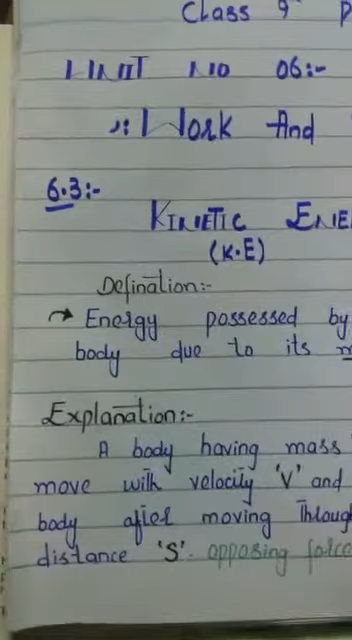 Class 9th P
UNIT NO 06:-
:: Work And
6.3:-
KINETIC ENE
(K.E)
Defination:-
→ Energy possessed by
body due to its m
Explanation:-
A body having mass
move with velocity 'V' and
body after moving through
distance 'S'. opposing force